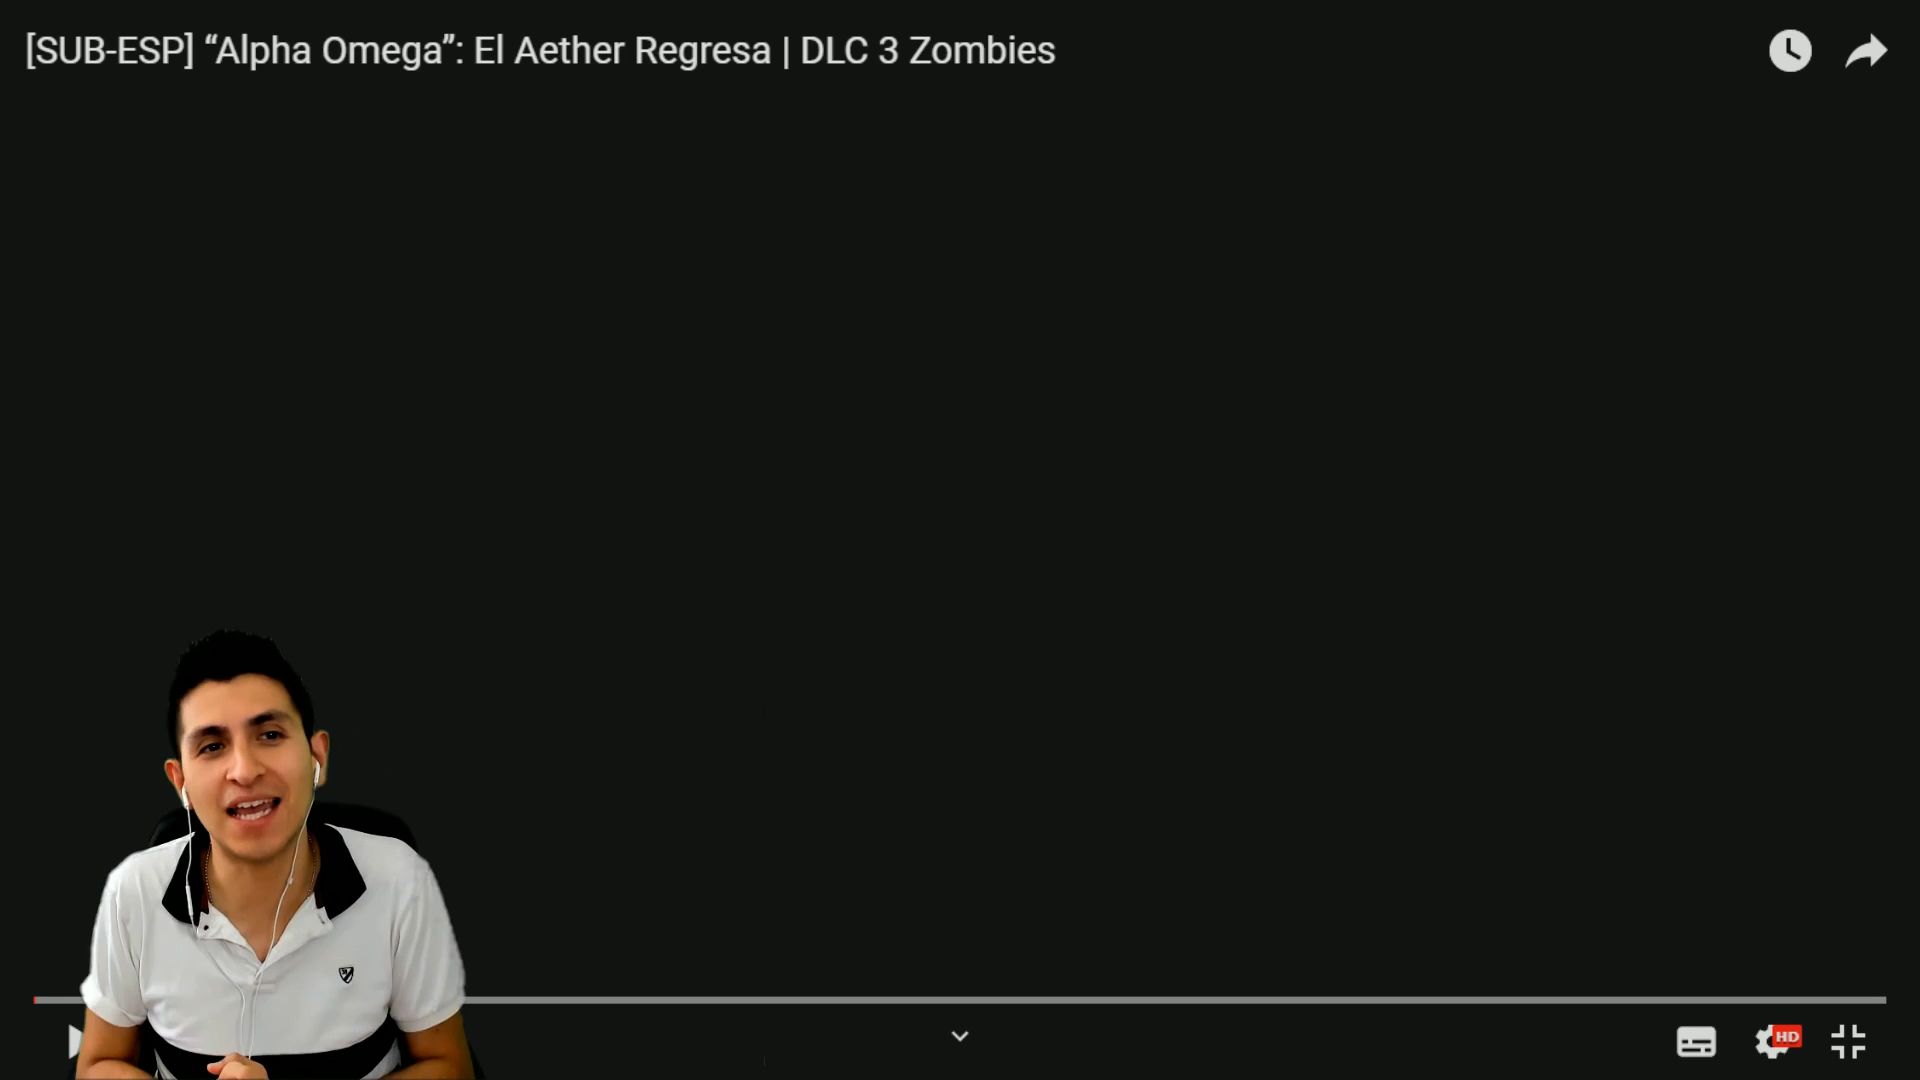 [SUB-ESP] “Alpha Omega”: El Aether Regresa | DLC 3 Zombies
HD